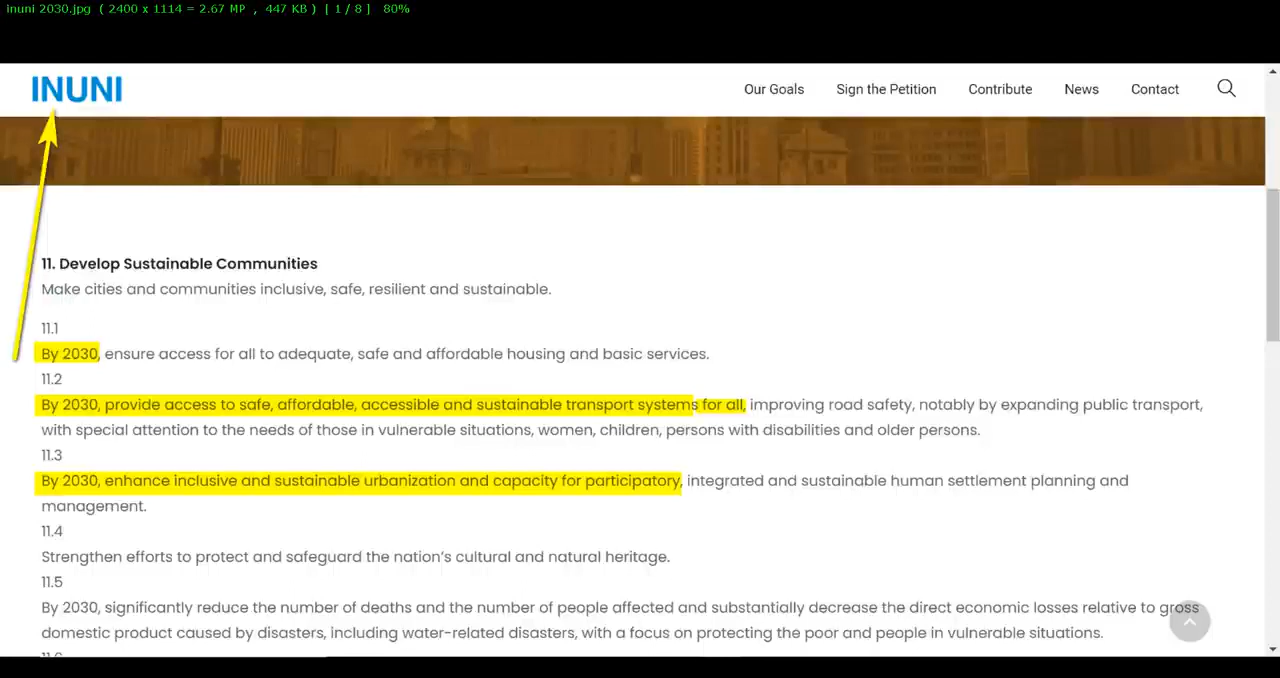 inuni 2030.jpg ( 2400 x 1114 = 2.67 MP , 447 KB ) [ 1 / 8 ] 80%
INUNI
Our Goals Sign the Petition Contribute News Contact
11. Develop Sustainable Communities
Make cities and communities inclusive, safe, resilient and sustainable.
11.1
By 2030, ensure access for all to adequate, safe and affordable housing and basic services.
11.2
By 2030, provide access to safe, affordable, accessible and sustainable transport systems for all, improving road safety, notably by expanding public transport,
with special attention to the needs of those in vulnerable situations, women, children, persons with disabilities and older persons.
11.3
By 2030, enhance inclusive and sustainable urbanization and capacity for participatory, integrated and sustainable human settlement planning and
management.
11.4
Strengthen efforts to protect and safeguard the nation's cultural and natural heritage.
11.5
By 2030, significantly reduce the number of deaths and the number of people affected and substantially decrease the direct economic losses relative to gross
domestic product caused by disasters, including water-related disasters, with a focus on protecting the poor and people in vulnerable situations.